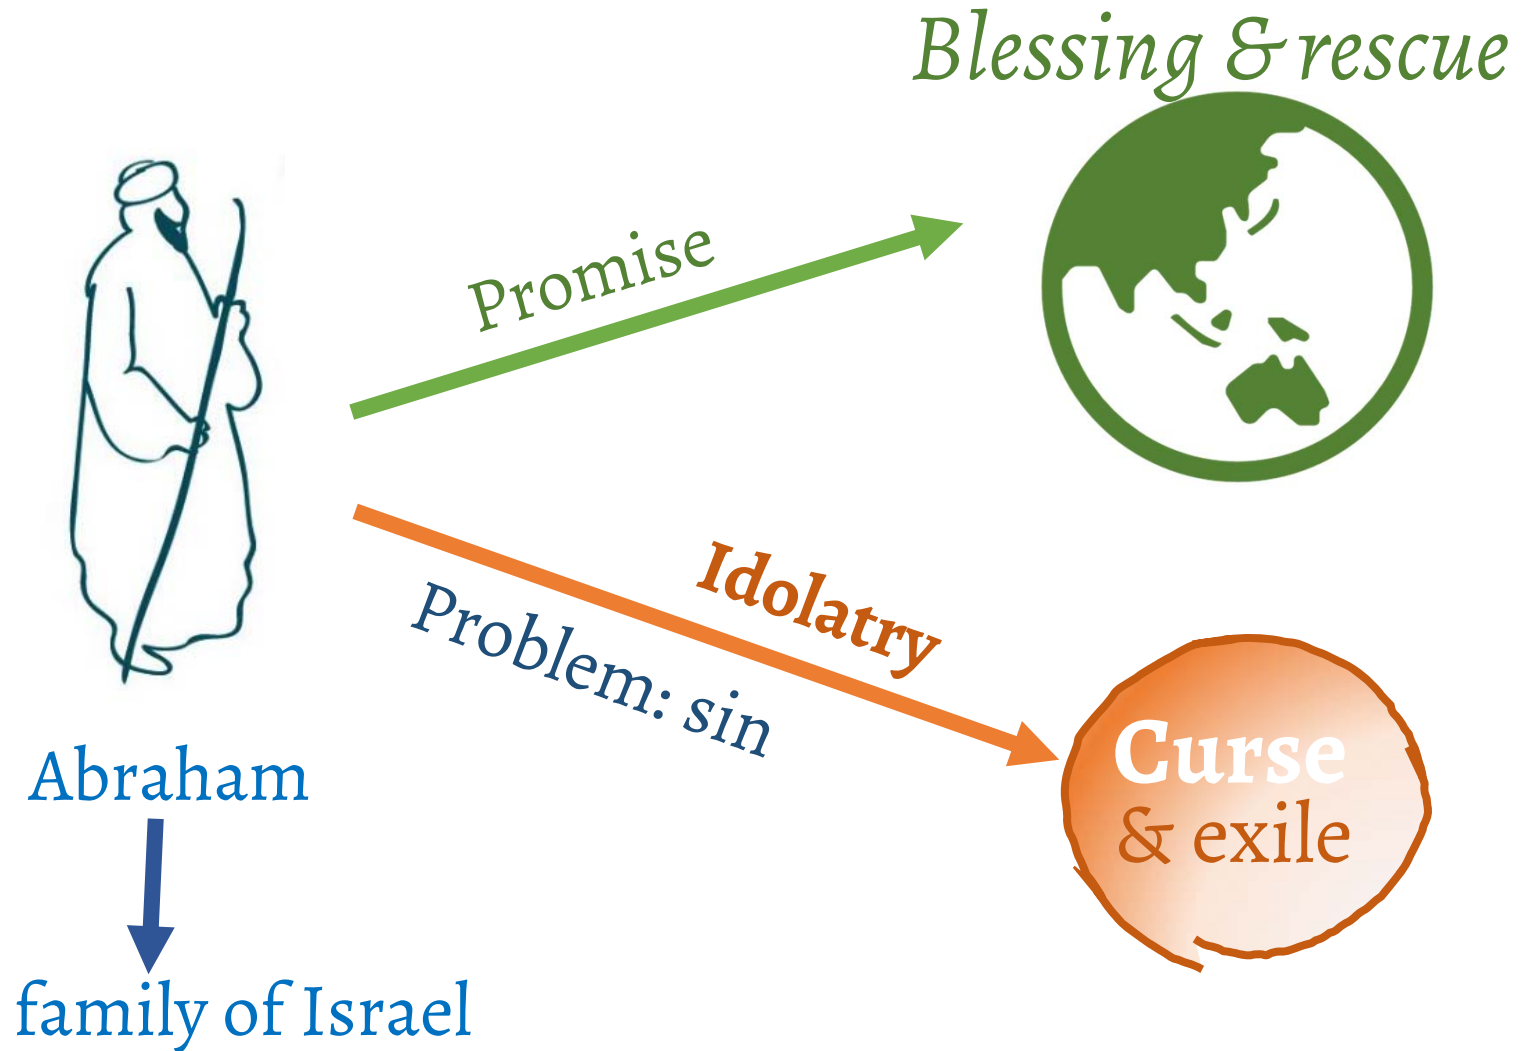 Blessing & rescue
Promise
Idolatry
Problem: sin
Curse
& exile
Abraham
family of Israel